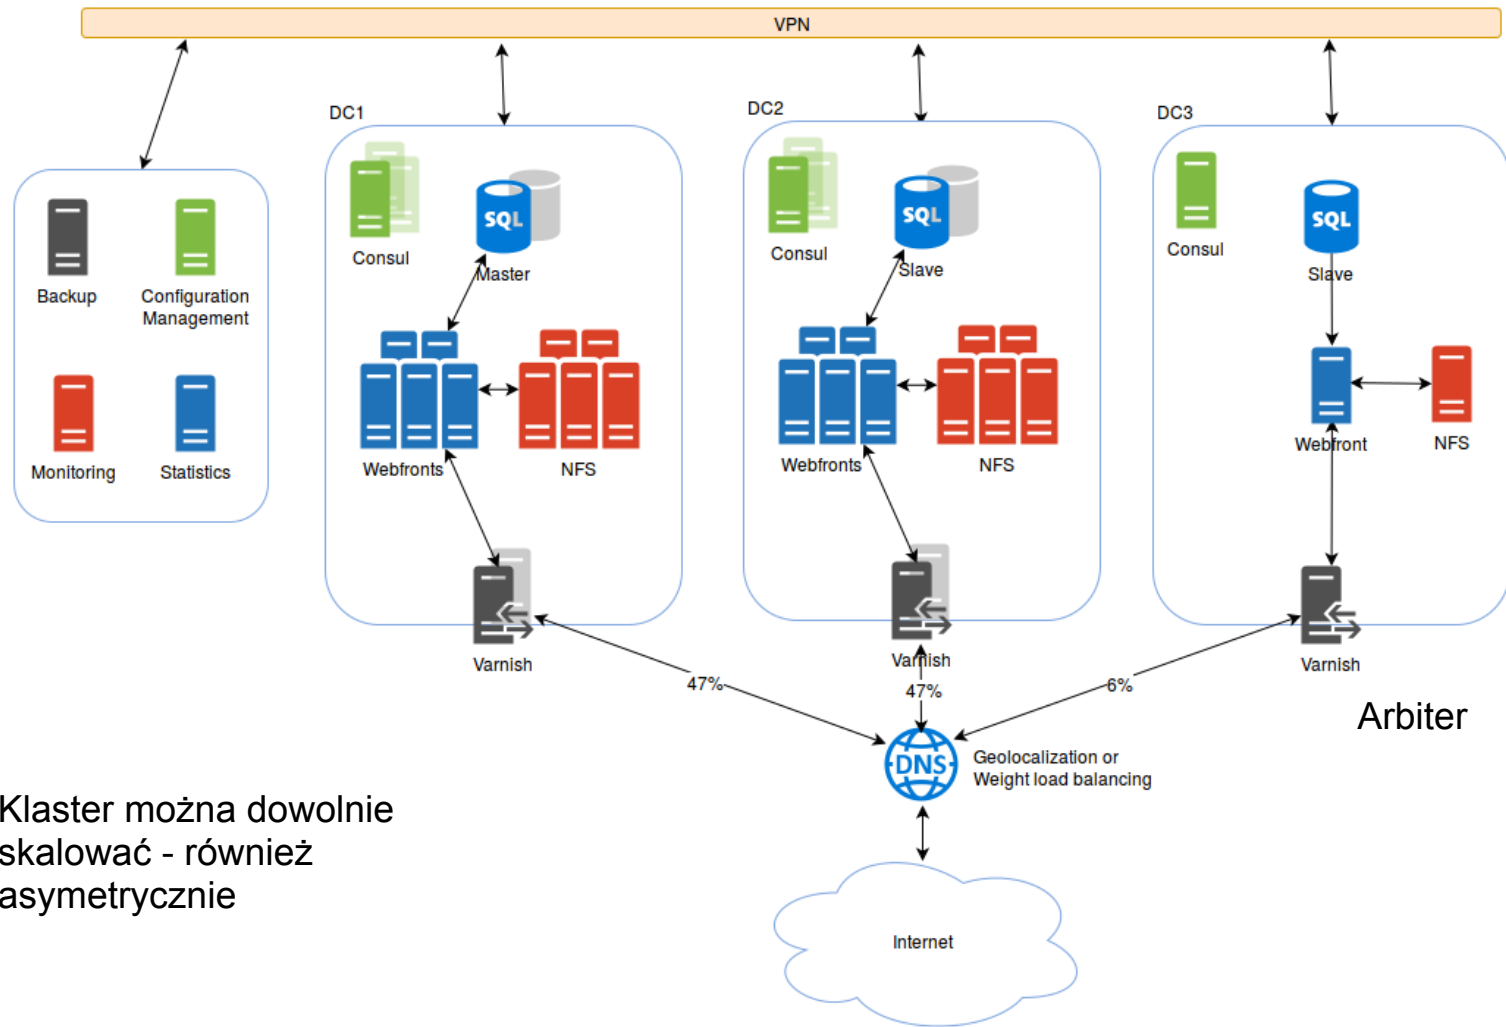 VPN
DC1
DC2
DC3
Consul
SQL
Master
Consul
SQL
Slave
Consul
SQL
Slave
Backup
Configuration
Management
Monitoring
Statistics
Webfronts
NFS
Webfronts
NFS
Webfront
NFS
Varnish
Varnish
Varnish
47%
47%
6%
Arbiter
DNS
Geolocalization or
Weight load balancing
Klaster można dowolnie
skalować - również
asymetrycznie
Internet